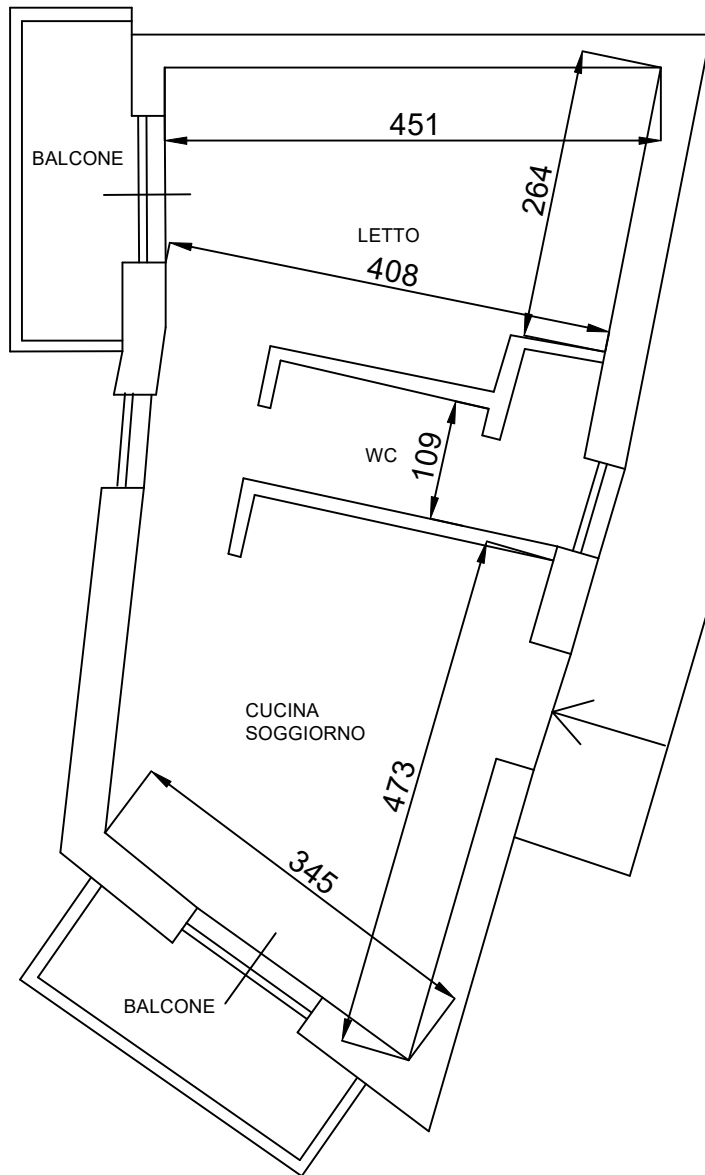 451
BALCONE
264
LETTO
408
WC
109
CUCINA
SOGGIORNO
473
345
BALCONE